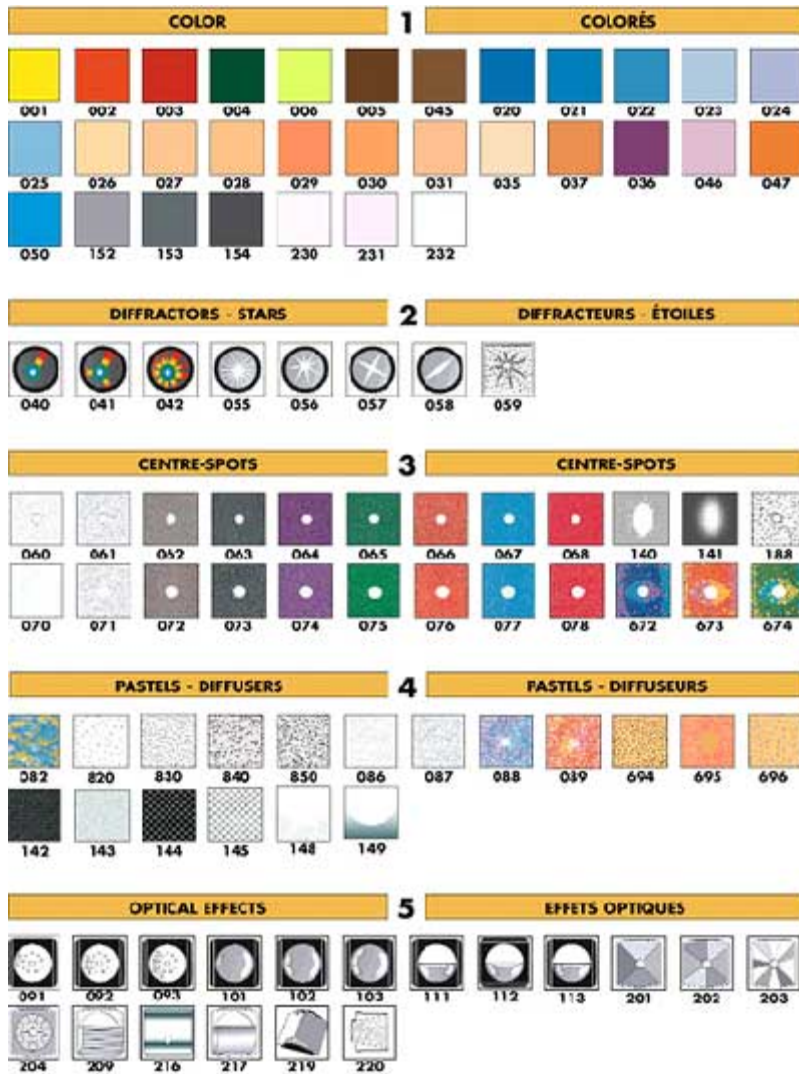 COLOR 1 COLORÉS
001 002 003 004 006 005 045 020 021 022 023 024
025 026 027 028 029 030 031 035 037 036 046 047
050 152 153 154 230 231 232
DIFFRACTORS - STARS 2 DIFFRACTEURS - ÉTOILES
040 041 042 055 056 057 058 059
CENTRE-SPOTS 3 CENTRE-SPOTS
060 061 062 063 064 065 066 067 068 140 141 188
070 071 072 073 074 075 076 077 078 672 673 674
PASTELS - DIFFUSERS 4 PASTELS - DIFFUSEURS
082 820 830 840 850 086 087 088 089 694 695 696
142 143 144 145 148 149
OPTICAL EFFECTS 5 EFFETS OPTIQUES
091 092 093 101 102 103 111 112 113 201 202 203
204 209 216 217 219 220